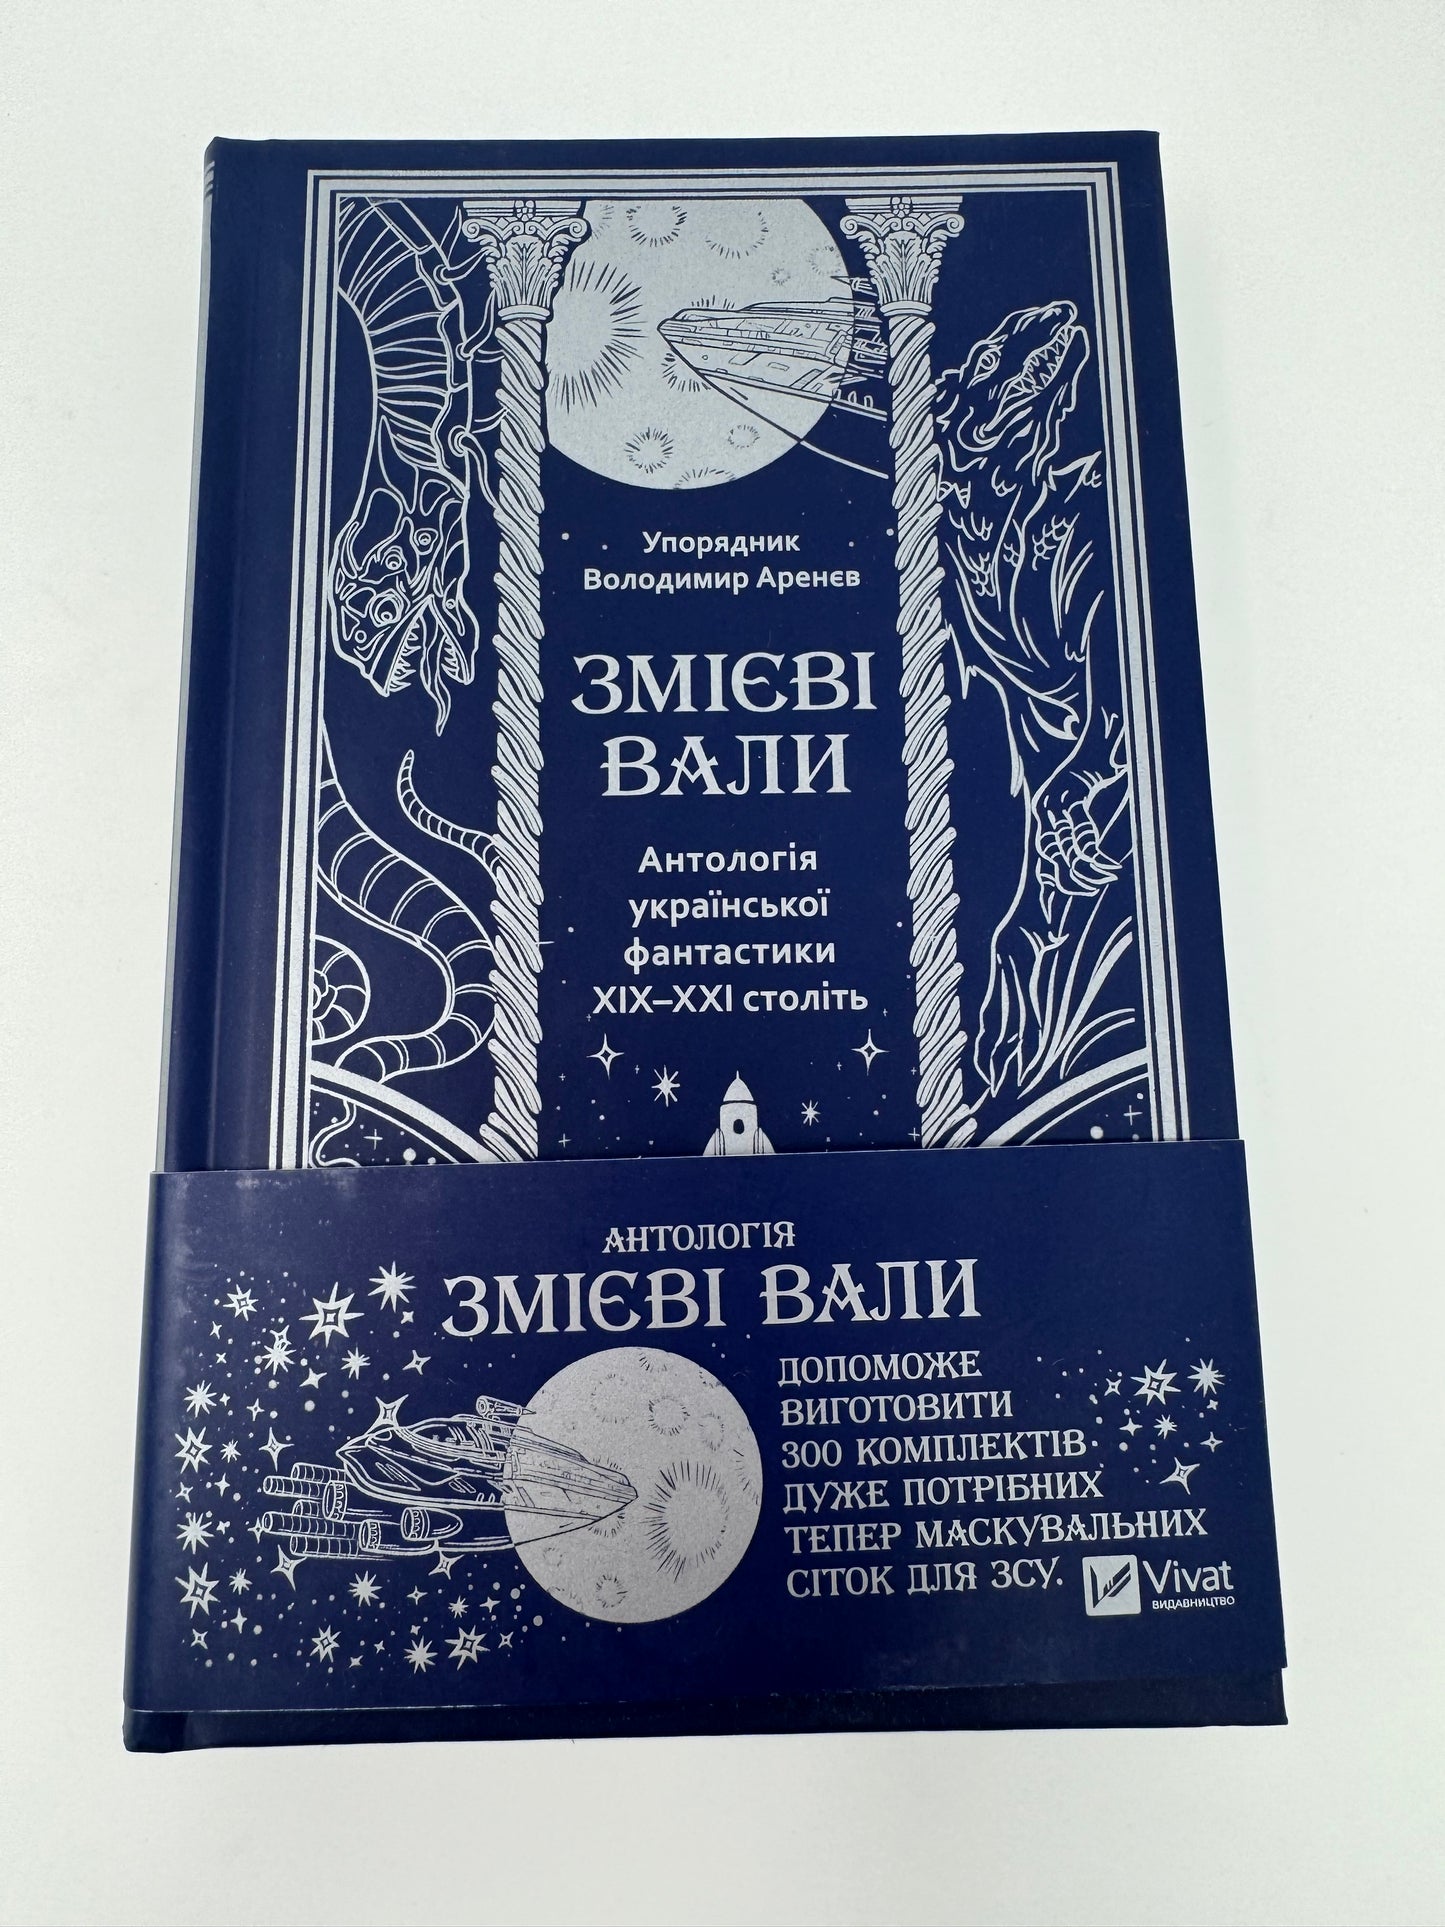 Упорядник
Володимир Аренєв
ЗМІЄВІ
ВАЛИ
Антологія
української
фантастики
XIX–XXI століть
АНТОЛОГІЯ
ЗМІЄВІ ВАЛИ
ДОПОМОЖЕ
ВИГОТОВИТИ
300 КОМПЛЕКТІВ
ДУЖЕ ПОТРІБНИХ
ТЕПЕР МАСКУВАЛЬНИХ
СІТОК ДЛЯ ЗСУ.
Vivat
ВИДАВНИЦТВО